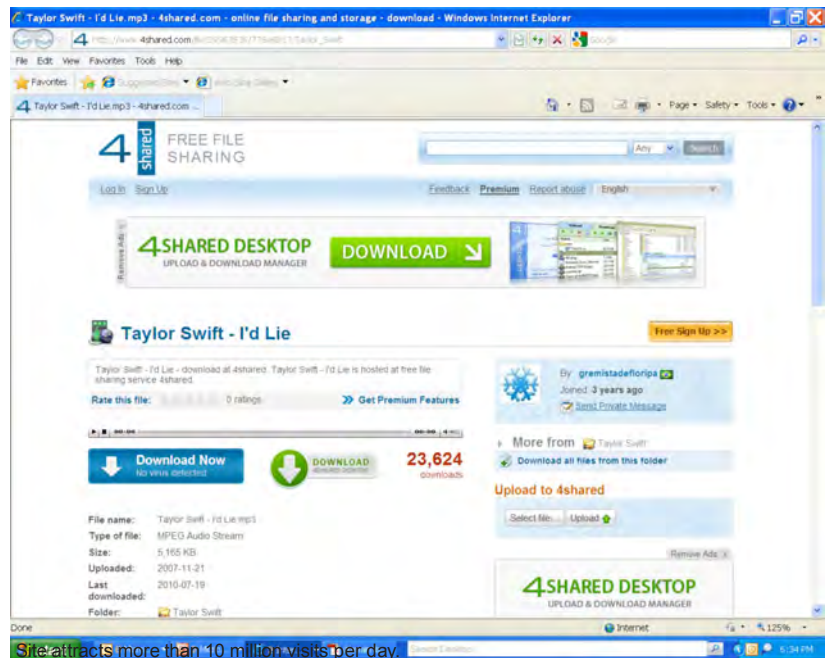 Taylor Swift - I'd Lie.mp3 - 4shared.com - online file sharing and storage - download - Windows Internet Explorer
4shared.com
File Edit View Favorites Tools Help
Favorites
Taylor Swift - I'd Lie.mp3 - 4shared.com ...
Page Safety Tools
4 shared FREE FILE
SHARING
Any Search
Log In Sign Up Feedback Premium Report abuse English
Remove Ads x
4SHARED DESKTOP
UPLOAD & DOWNLOAD MANAGER
DOWNLOAD
Taylor Swift - I'd Lie
Free Sign Up >>
Taylor Swift - I'd Lie - download at 4shared. Taylor Swift - I'd Lie is hosted at free file
sharing service 4shared.
Rate this file: 0 ratings >> Get Premium Features
By gremistadefloripa
Joined 3 years ago
Send Private Message
00:00 00:00
Download Now
No virus detected
DOWNLOAD
23,624
downloads
More from Taylor Swift
Download all files from this folder
Upload to 4shared
Select file... Upload
File name: Taylor Swift - I'd Lie.mp3
Type of file: MPEG Audio Stream
Size: 5,165 KB
Uploaded: 2007-11-21
Last
downloaded: 2010-07-19
Folder: Taylor Swift
Remove Ads x
4SHARED DESKTOP
UPLOAD & DOWNLOAD MANAGER
Done Internet 125%
Site attracts more than 10 million visits per day.
6:34 PM